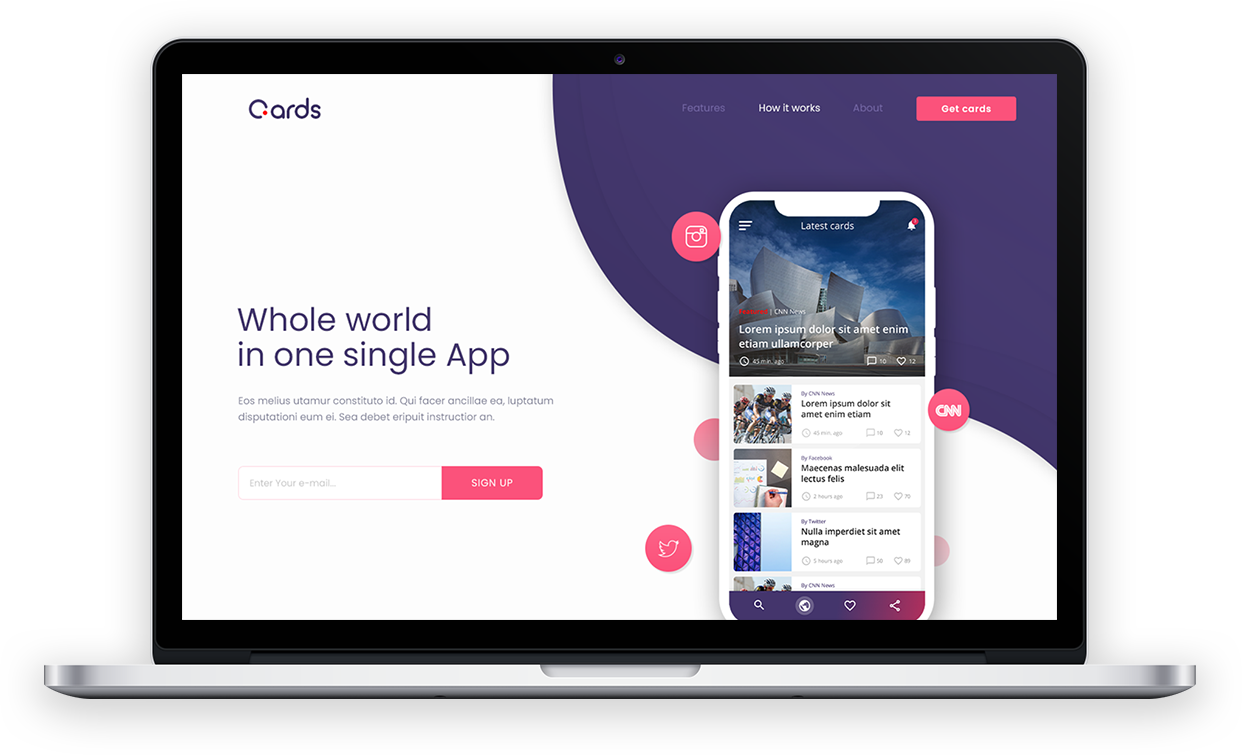 Cards
Features
How it works
About
Get cards
Whole world
in one single App
Eos melius utamur constituto id. Qui facer ancillae ea, luptatum
disputationi eum ei. Sea debet eripuit instructior an.
Enter Your e-mail...
SIGN UP
Latest cards
| CNN News
Lorem ipsum dolor sit amet enim
etiam ullamcorper
45 min. ago
10
12
CNN
By CNN News
Lorem ipsum dolor sit
amet enim etiam
45 min. ago
10
12
By Facebook
Maecenas malesuada elit
lectus felis
2 hours ago
23
70
By Twitter
Nulla imperdiet sit amet
magna
5 hours ago
58
89
By CNN News